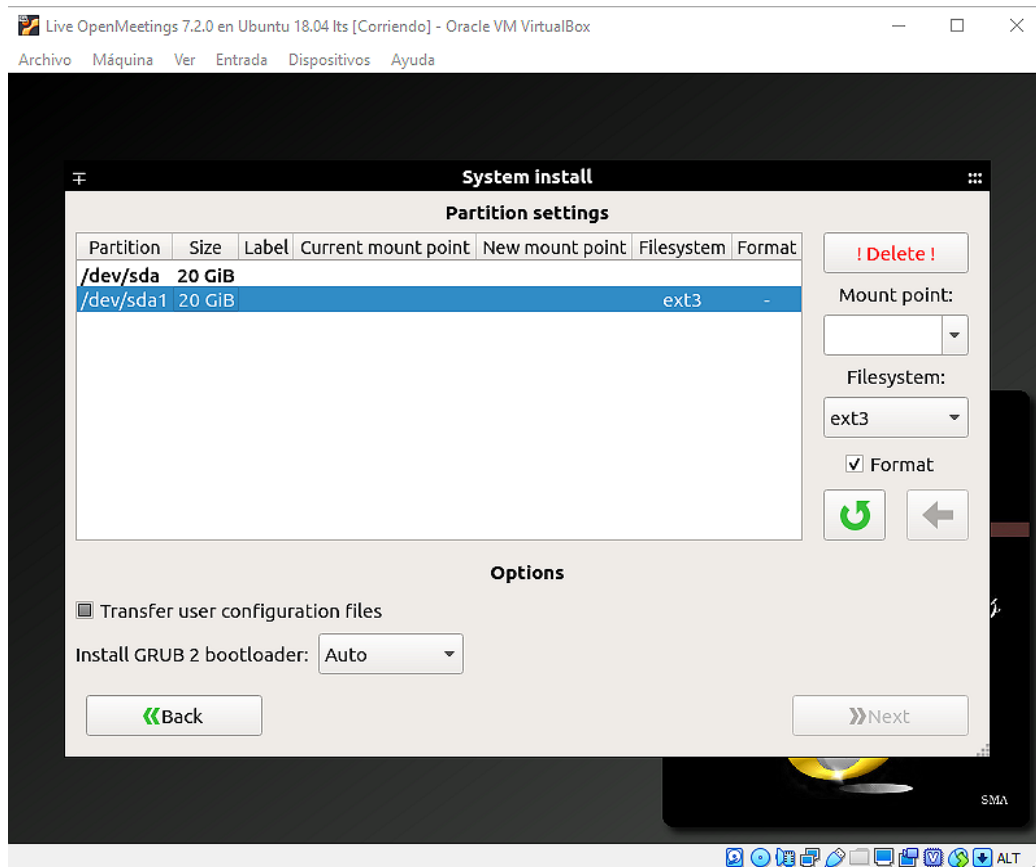 Live OpenMeetings 7.2.0 en Ubuntu 18.04 lts [Corriendo] - Oracle VM VirtualBox
Archivo Máquina Ver Entrada Dispositivos Ayuda
System install
Partition settings
Partition Size Label Current mount point New mount point Filesystem Format
/dev/sda 20 GiB
/dev/sda1 20 GiB ext3 -
! Delete !
Mount point:
Filesystem:
ext3
Format
Options
Transfer user configuration files
Install GRUB 2 bootloader: Auto
Back
Next
SMA
ALT